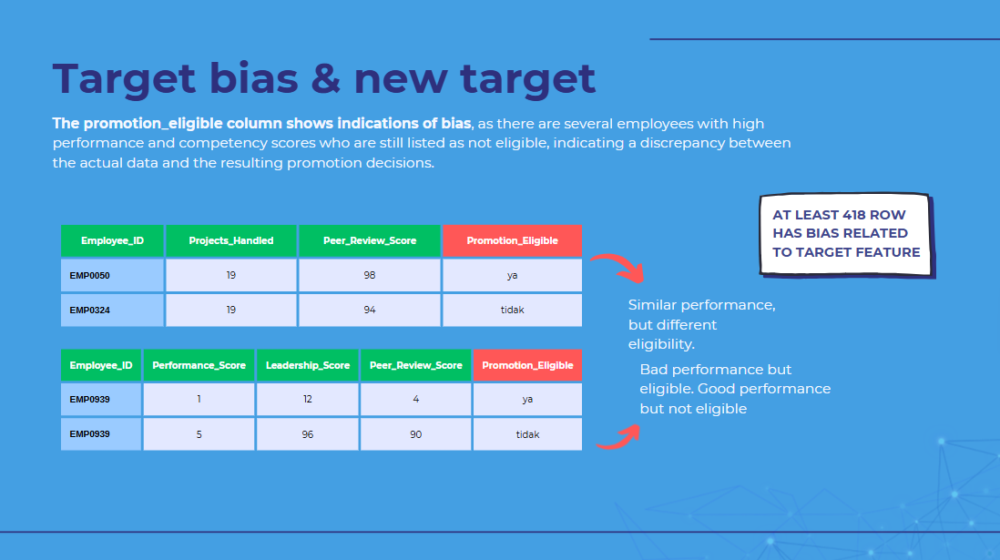 Target bias & new target
The promotion_eligible column shows indications of bias, as there are several employees with high
performance and competency scores who are still listed as not eligible, indicating a discrepancy between
the actual data and the resulting promotion decisions.
AT LEAST 418 ROW
HAS BIAS RELATED
TO TARGET FEATURE
Employee_ID Projects_Handled Peer_Review_Score Promotion_Eligible
EMP0050 19 98 ya
EMP0324 19 94 tidak
Similar performance,
but different
eligibility.
Employee_ID Performance_Score Leadership_Score Peer_Review_Score Promotion_Eligible
EMP0939 1 12 4 ya
EMP0939 5 96 90 tidak
Bad performance but
eligible. Good performance
but not eligible